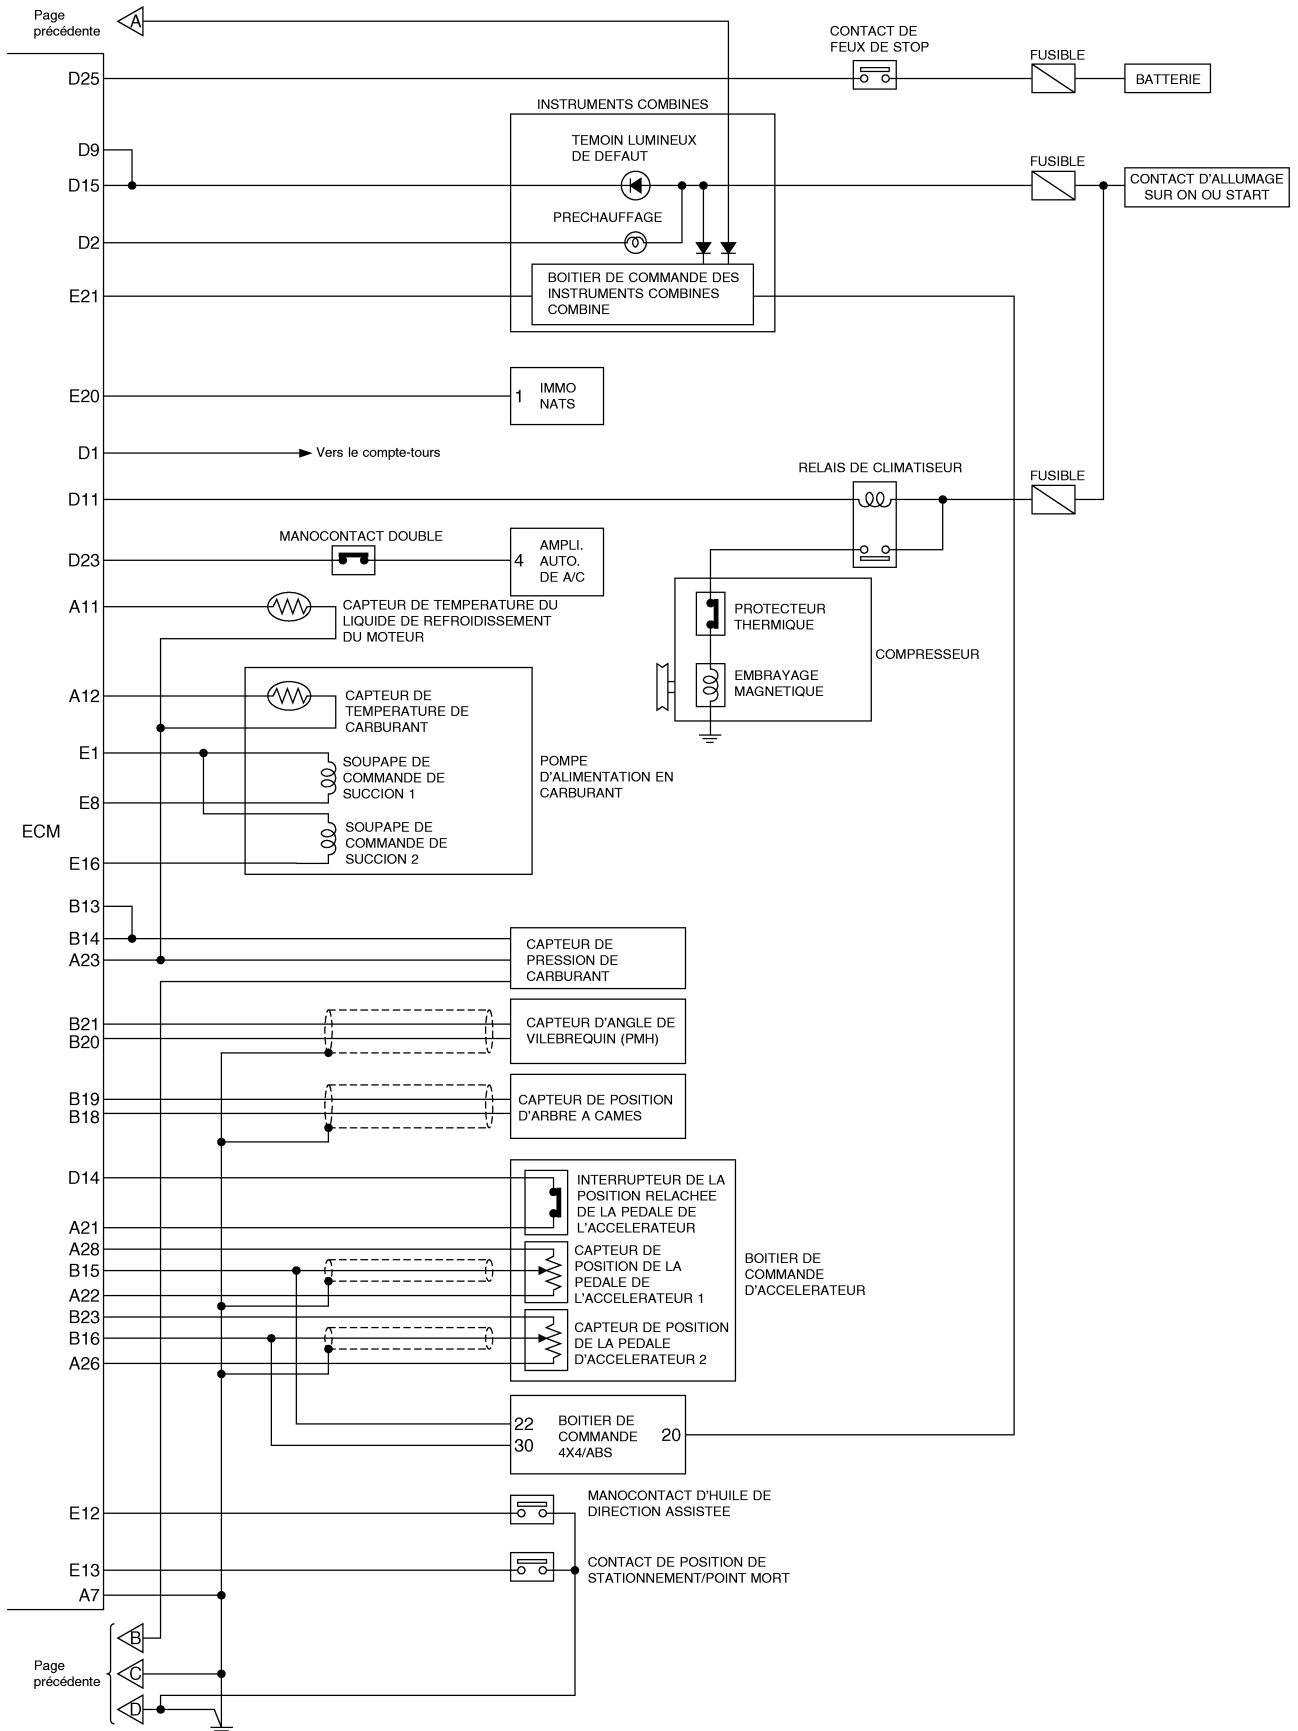 Page
précédente
A
CONTACT DE
FEUX DE STOP
FUSIBLE
D25
BATTERIE
INSTRUMENTS COMBINES
D9
TEMOIN LUMINEUX
DE DEFAUT
FUSIBLE
D15
CONTACT D'ALLUMAGE
SUR ON OU START
PRECHAUFFAGE
D2
BOITIER DE COMMANDE DES
INSTRUMENTS COMBINES
COMBINE
E21
E20
1
IMMO
NATS
D1
Vers le compte-tours
RELAIS DE CLIMATISEUR
FUSIBLE
D11
MANOCONTACT DOUBLE
D23
4
AMPLI.
AUTO.
DE A/C
A11
CAPTEUR DE TEMPERATURE DU
LIQUIDE DE REFROIDISSEMENT
DU MOTEUR
PROTECTEUR
THERMIQUE
COMPRESSEUR
EMBRAYAGE
MAGNETIQUE
A12
CAPTEUR DE
TEMPERATURE DE
CARBURANT
E1
SOUPAPE DE
COMMANDE DE
SUCCION 1
POMPE
D'ALIMENTATION EN
CARBURANT
E8
ECM
SOUPAPE DE
COMMANDE DE
SUCCION 2
E16
B13
B14
A23
CAPTEUR DE
PRESSION DE
CARBURANT
B21
B20
CAPTEUR D'ANGLE DE
VILEBREQUIN (PMH)
B19
B18
CAPTEUR DE POSITION
D'ARBRE A CAMES
D14
INTERRUPTEUR DE LA
POSITION RELACHEE
DE LA PEDALE DE
L'ACCELERATEUR
A21
A28
B15
A22
CAPTEUR DE
POSITION DE LA
PEDALE DE
L'ACCELERATEUR 1
BOITIER DE
COMMANDE
D'ACCELERATEUR
B23
B16
A26
CAPTEUR DE POSITION
DE LA PEDALE
D'ACCELERATEUR 2
22
30
BOITIER DE
COMMANDE
4X4/ABS
20
E12
MANOCONTACT D'HUILE DE
DIRECTION ASSISTEE
E13
CONTACT DE POSITION DE
STATIONNEMENT/POINT MORT
A7
B
Page
précédente
C
D